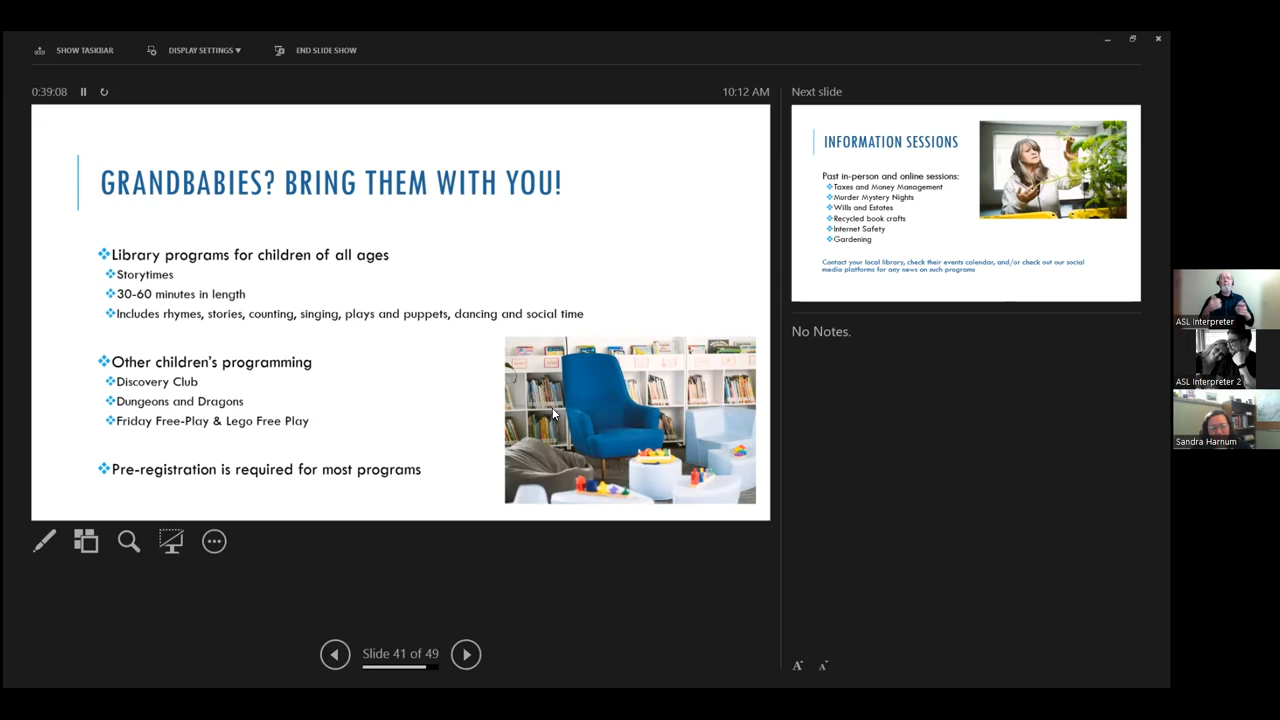 SHOW TASKBAR
DISPLAY SETTINGS ▼
END SLIDE SHOW
0:39:08
10:12 AM
GRANDBABIES? BRING THEM WITH YOU!
❖Library programs for children of all ages
❖Storytimes
❖30-60 minutes in length
❖Includes rhymes, stories, counting, singing, plays and puppets, dancing and social time
❖Other children's programming
❖Discovery Club
❖Dungeons and Dragons
❖Friday Free-Play & Lego Free Play
❖Pre-registration is required for most programs
Slide 41 of 49
Next slide
INFORMATION SESSIONS
Past in-person and online sessions:
❖Taxes and Money Management
❖Murder Mystery Nights
❖Wills and Estates
❖Recycled book crafts
❖Internet Safety
❖Gardening
Contact your local library, check their events calendar, and/or check out our social
media platforms for any news on such programs
No Notes.
A A
ASL Interpreter
ASL Interpreter 2
Sandra Harnum